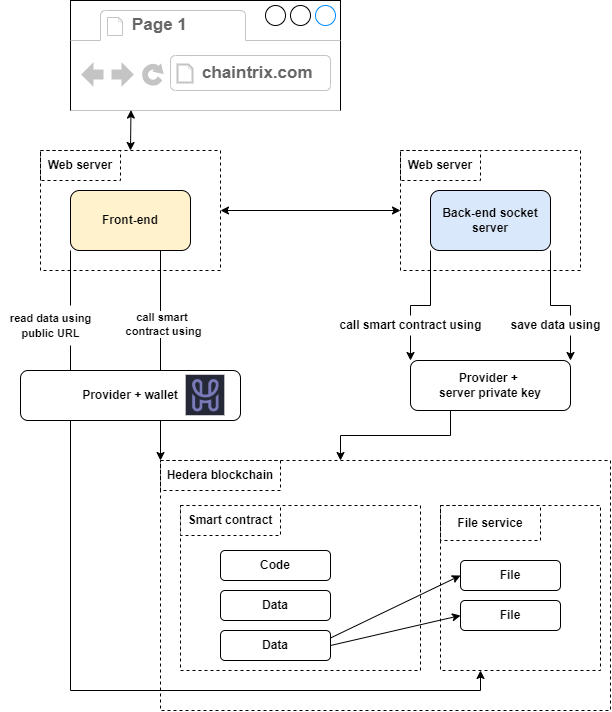 Page 1
chaintrix.com
Web server
Web server
Front-end
Back-end socket
server
read data using
public URL
call smart
contract using
call smart contract using
save data using
Provider + wallet
Provider +
server private key
Hedera blockchain
Smart contract
File service
Code
File
Data
File
Data